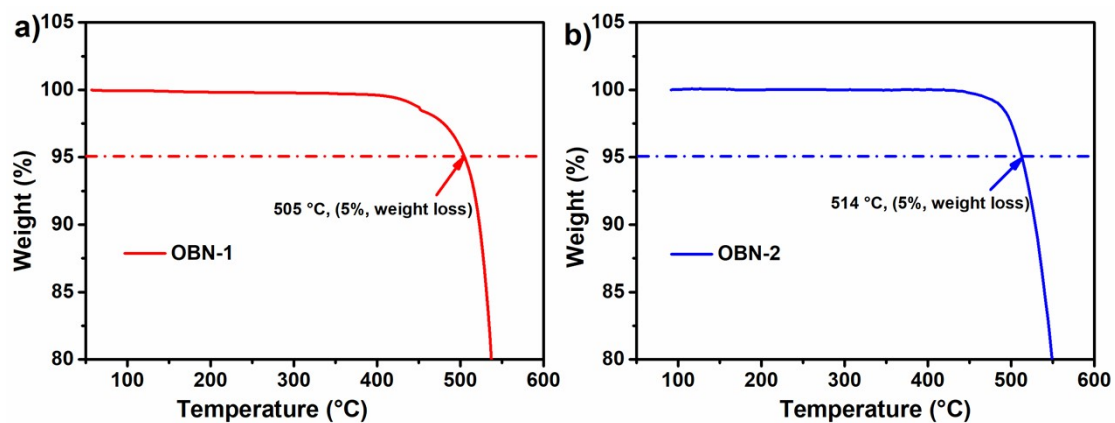 a)
105
100
95
90
85
80
Weight (%)
505 °C, (5%, weight loss)
OBN-1
100 200 300 400 500 600
Temperature (°C)
b)
105
100
95
90
85
80
Weight (%)
514 °C, (5%, weight loss)
OBN-2
100 200 300 400 500 600
Temperature (°C)